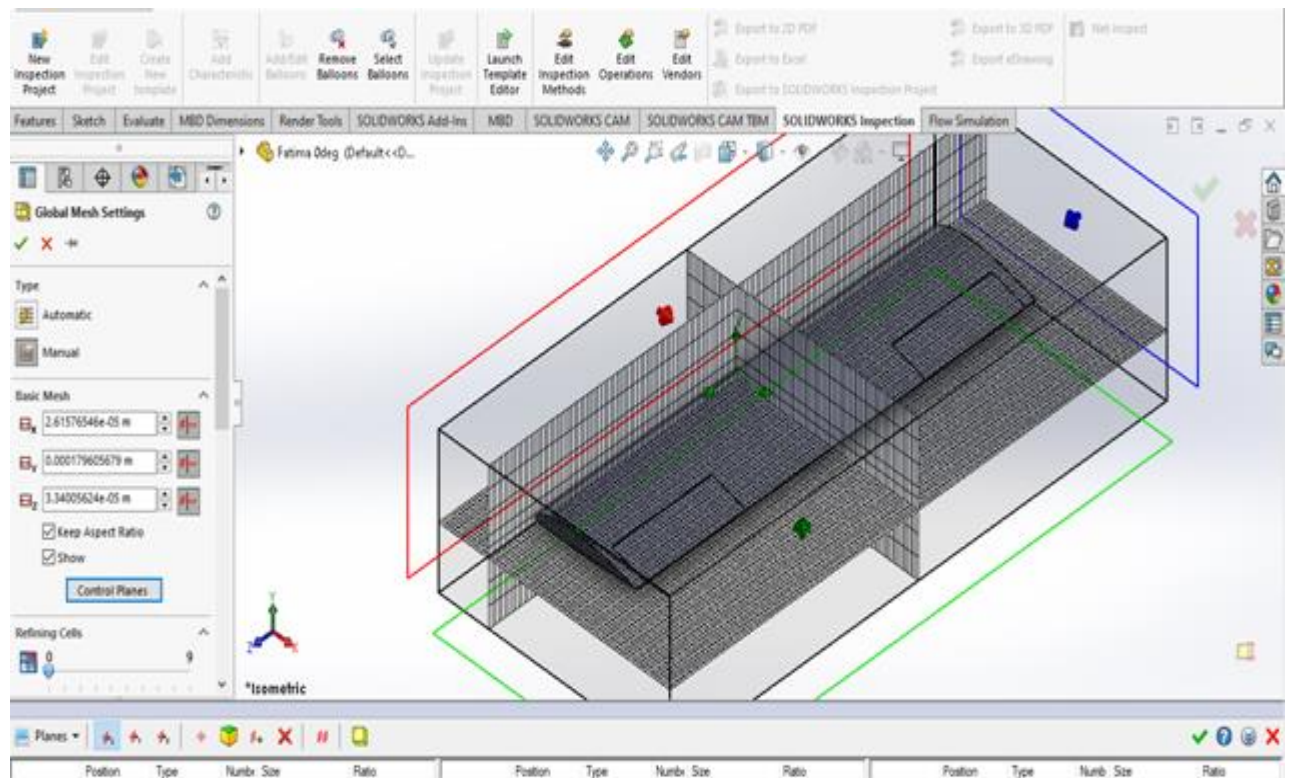 New Inspection Project
Edit Inspection Project
Create New template
Add Characteristic
Add/Edit Balloons
Remove Balloons
Select Balloons
Update Inspection Project
Launch Template Editor
Edit Inspection Methods
Edit Operations
Edit Vendors
Export to 2D PDF
Export to Excel
Export to SOLIDWORKS Inspection Project
Export to 3D PDF
Export eDrawing
Net Inspect
Features Sketch Evaluate MBD Dimensions Render Tools SOLIDWORKS Add-Ins MBD SOLIDWORKS CAM SOLIDWORKS CAM TBM SOLIDWORKS Inspection Flow Simulation
Fatima 0deg (Default<<D...
Global Mesh Settings
Type
Automatic
Manual
Basic Mesh
X 2.61576546e-05 m
Y 0.000179605679 m
Z 3.34005624e-05 m
Keep Aspect Ratio
Show
Control Planes
Refining Cells
0 9
Y
Z X
*Isometric
Planes
Position Type Numb Size Ratio Position Type Numb Size Ratio Position Type Numb Size Ratio